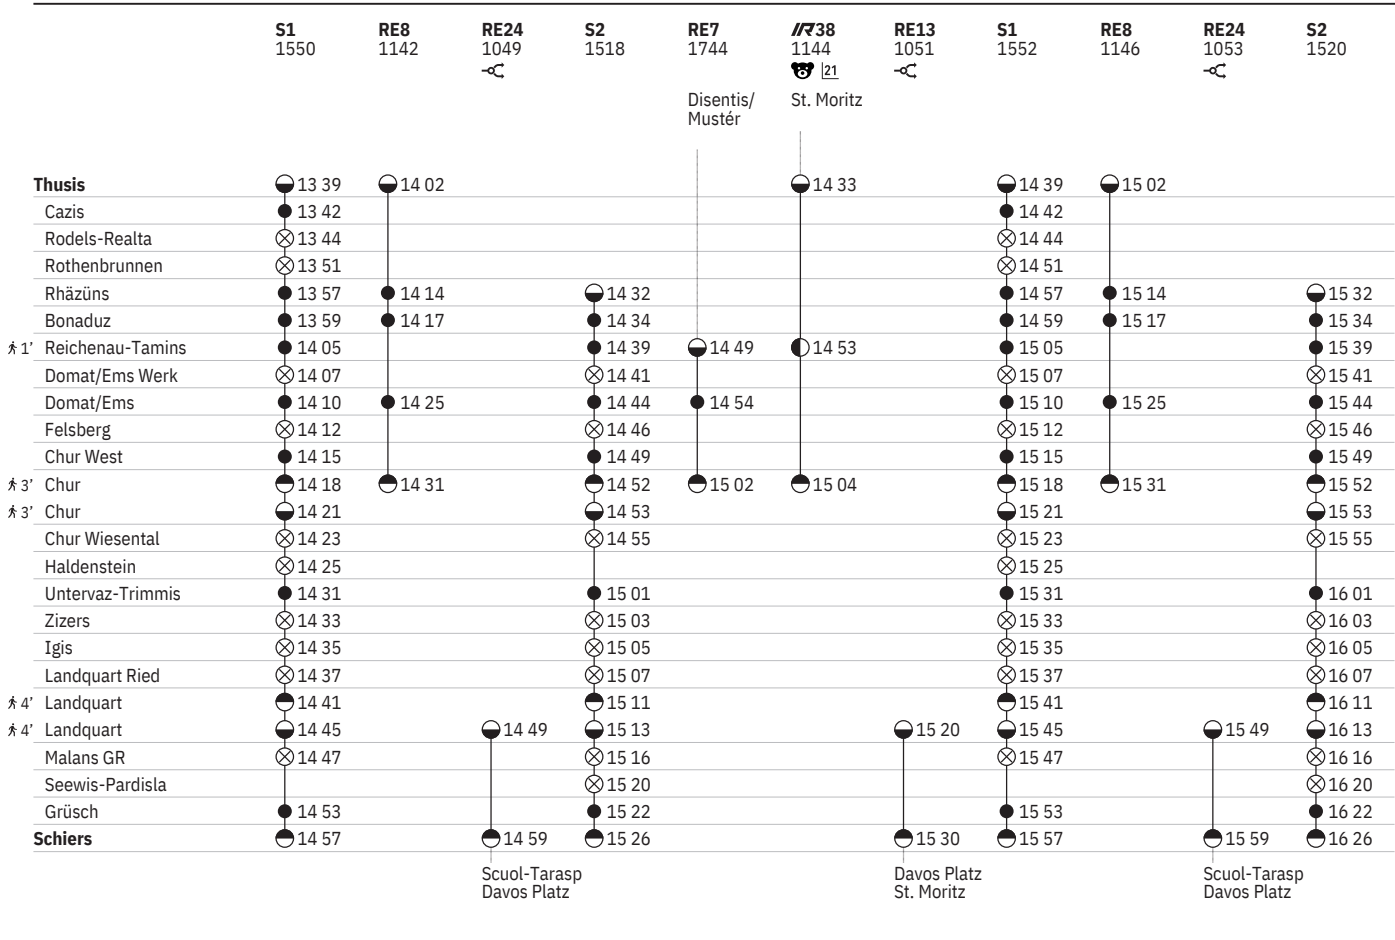 S1 RE8 RE24 S2 RE7 IR38 RE13 S1 RE8 RE24 S2
1550 1142 1049 1518 1744 1144 1051 1552 1146 1053 1520
21
Disentis/ St. Moritz
Mustér
Thusis 13 39 14 02 14 33 14 39 15 02
Cazis 13 42 14 42
Rodels-Realta 13 44 14 44
Rothenbrunnen 13 51 14 51
Rhäzüns 13 57 14 14 14 32 14 57 15 14 15 32
Bonaduz 13 59 14 17 14 34 14 59 15 17 15 34
1’ Reichenau-Tamins 14 05 14 39 14 49 14 53 15 05 15 39
Domat/Ems Werk 14 07 14 41 15 07 15 41
Domat/Ems 14 10 14 25 14 44 14 54 15 10 15 25 15 44
Felsberg 14 12 14 46 15 12 15 46
Chur West 14 15 14 49 15 15 15 49
3’ Chur 14 18 14 31 14 52 15 02 15 04 15 18 15 31 15 52
3’ Chur 14 21 14 53 15 21 15 53
Chur Wiesental 14 23 14 55 15 23 15 55
Haldenstein 14 25 15 25
Untervaz-Trimmis 14 31 15 01 15 31 16 01
Zizers 14 33 15 03 15 33 16 03
Igis 14 35 15 05 15 35 16 05
Landquart Ried 14 37 15 07 15 37 16 07
4’ Landquart 14 41 15 11 15 41 16 11
4’ Landquart 14 45 14 49 15 13 15 20 15 45 15 49 16 13
Malans GR 14 47 15 16 15 47 16 16
Seewis-Pardisla 15 20 16 20
Grüsch 14 53 15 22 15 53 16 22
Schiers 14 57 14 59 15 26 15 30 15 57 15 59 16 26
Scuol-Tarasp Davos Platz Scuol-Tarasp
Davos Platz St. Moritz Davos Platz